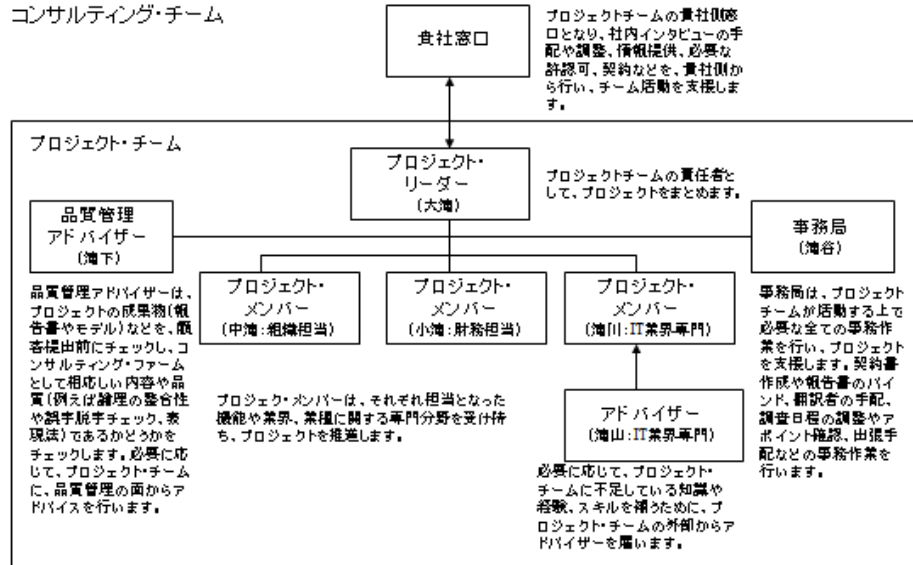 コンサルティング・チーム
貴社窓口
プロジェクトチームの貴社側窓
口となり、社内インタビューの手
配や調整、情報提供、必要な
許認可、契約などを、貴社側か
ら行い、チーム活動を支援しま
す。
プロジェクト・チーム
プロジェクト・
リーダー
(大滝)
プロジェクトチームの責任者と
して、プロジェクトをまとめます。
品質管理
アドバイザー
(滝下)
事務局
(滝谷)
プロジェクト・
メンバー
(中滝:組織担当)
プロジェクト・
メンバー
(小滝:財務担当)
プロジェクト・
メンバー
(滝川:IT業界専門)
品質管理アドバイザーは、
プロジェクトの成果物(報
告書やモデル)などを、顧
客提出前にチェックし、コ
ンサルティング・ファーム
として相応しい内容や品
質(例えば論理の整合性
や誤字脱字チェック、表
現法)であるかどうかを
チェックします。必要に応
じて、プロジェクト・チーム
に、品質管理の面からア
ドバイスを行います。
プロジェク・メンバーは、それぞれ担当となった
機能や業界、業種に関する専門分野を受け持
ち、プロジェクトを推進します。
アドバイザー
(滝山:IT業界専門)
必要に応じて、プロジェクト・
チームに不足している知識や
経験、スキルを補うために、プ
ロジェクト・チームの外部からア
ドバイザーを雇います。
事務局は、プロジェクト
チームが活動する上で
必要な全ての事務作
業を行い、プロジェクト
を支援します。契約書
作成や報告書のバイ
ンド、翻訳者の手配、
調査日程の調整やア
ポイント確認、出張手
配などの事務作業を
行います。